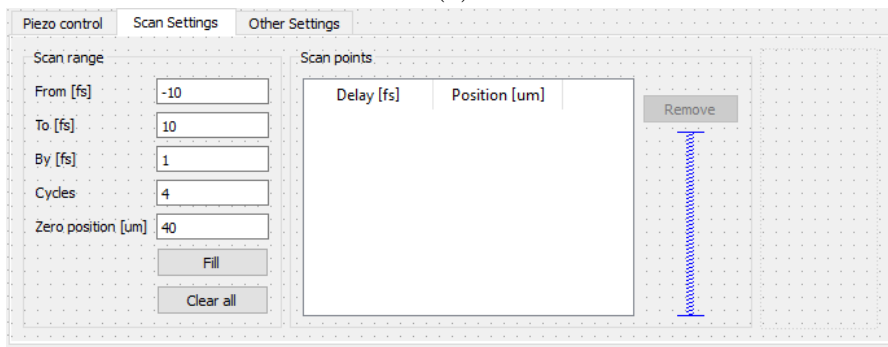 Piezo control Scan Settings Other Settings
Scan range
From [fs] -10
To [fs] 10
By [fs] 1
Cycles 4
Zero position [um] 40
Fill
Clear all
Scan points
Delay [fs] Position [um]
Remove